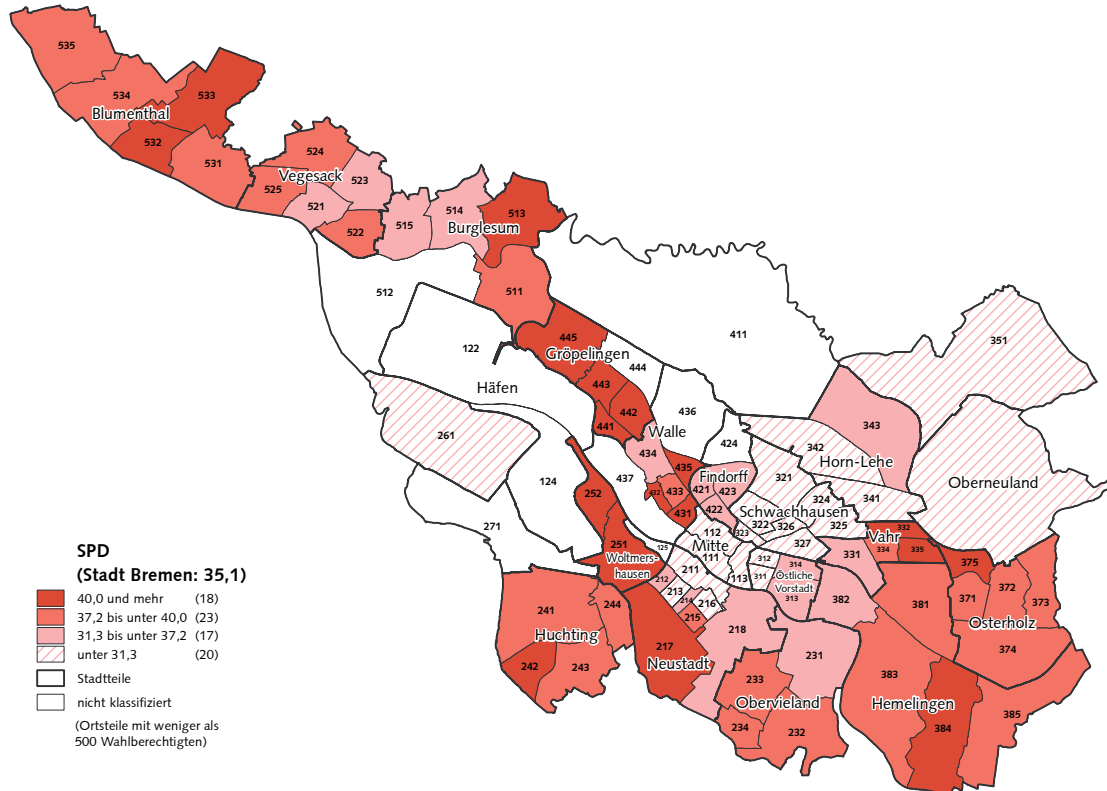 535
534
533
Blumenthal
532
531
524
Vegesack
523
525
521
522
515
514
513
Burglesum
512
511
122
445
Gröpelingen
444
443
442
441
Häfen
411
351
436
Walle
343
424
342
Horn-Lehe
261
434
435
Findorff
321
437
432
433
421
423
124
252
431
422
324
341
Oberneuland
Schwachhausen
322
326
325
323
271
112
Mitte
111
327
332
Vahr
334
335
331
251
Woltmers-
hausen
125
211
212
213
214
216
215
113
312
311
314
Östliche
Vorstadt
313
382
375
371
372
373
Osterholz
374
381
241
244
Huchting
242
243
217
Neustadt
218
231
233
Obervieland
234
232
383
Hemelingen
384
385
SPD
(Stadt Bremen: 35,1)
40,0 und mehr (18)
37,2 bis unter 40,0 (23)
31,3 bis unter 37,2 (17)
unter 31,3 (20)
Stadtteile
nicht klassifiziert
(Ortsteile mit weniger als
500 Wahlberechtigten)